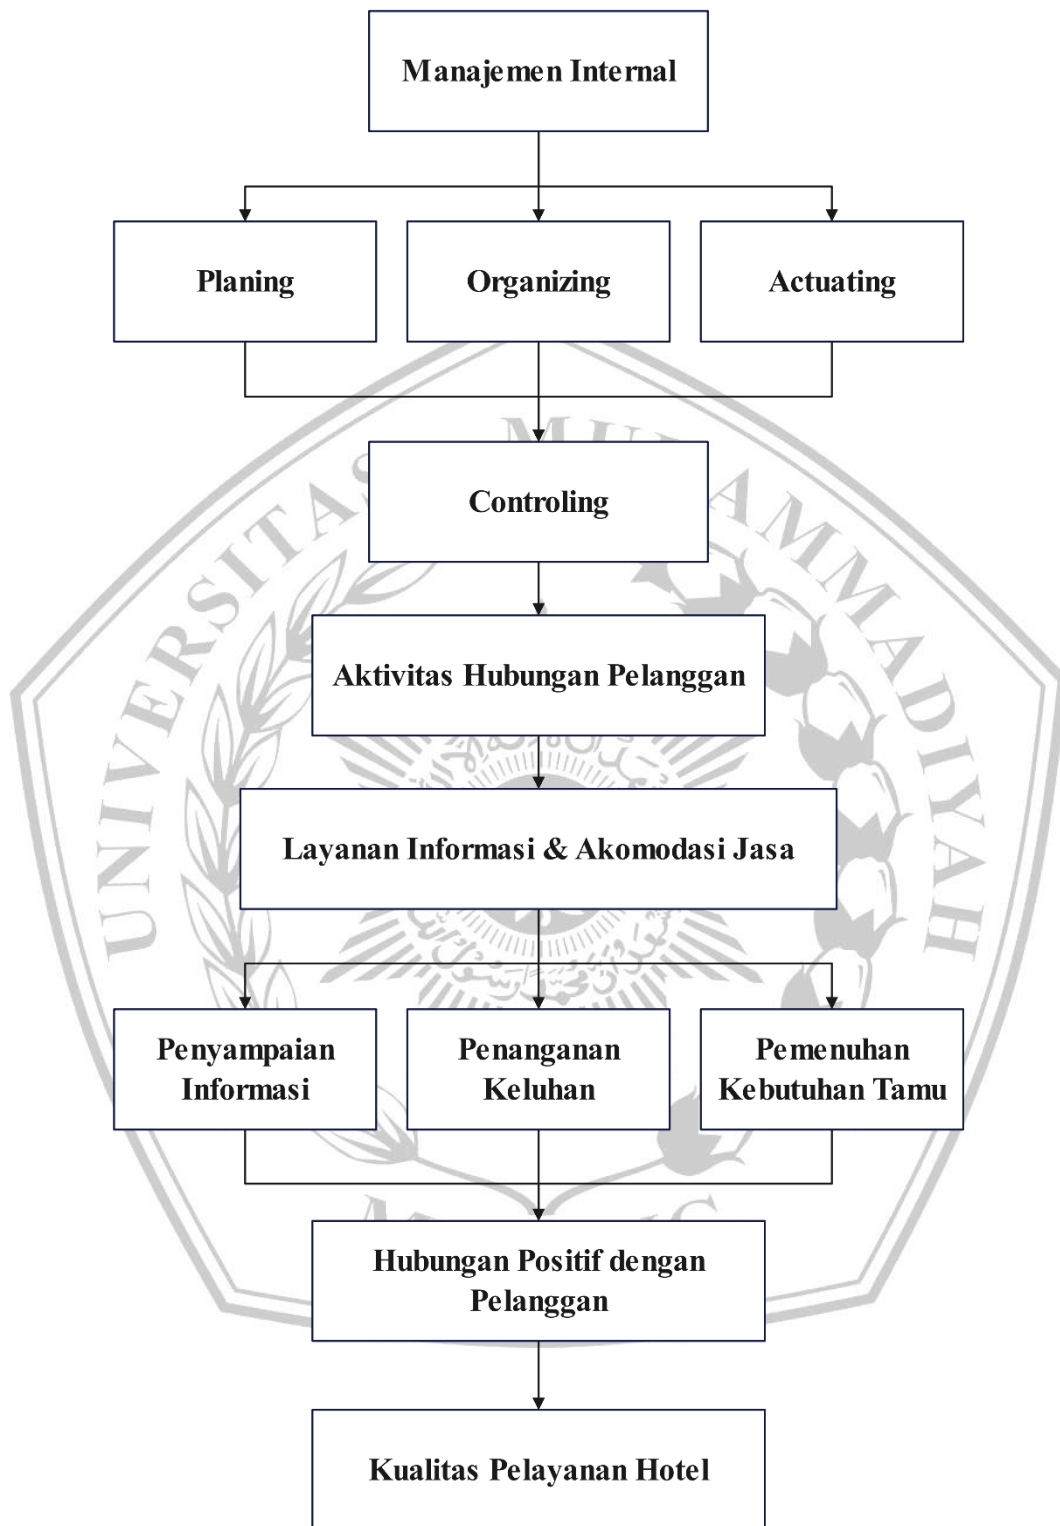 Manajemen Internal
Planing
Organizing
Actuating
Controling
Aktivitas Hubungan Pelanggan
Layanan Informasi & Akomodasi Jasa
Penyampaian
Informasi
Penanganan
Keluhan
Pemenuhan
Kebutuhan Tamu
Hubungan Positif dengan
Pelanggan
Kualitas Pelayanan Hotel
UNIVERSITAS